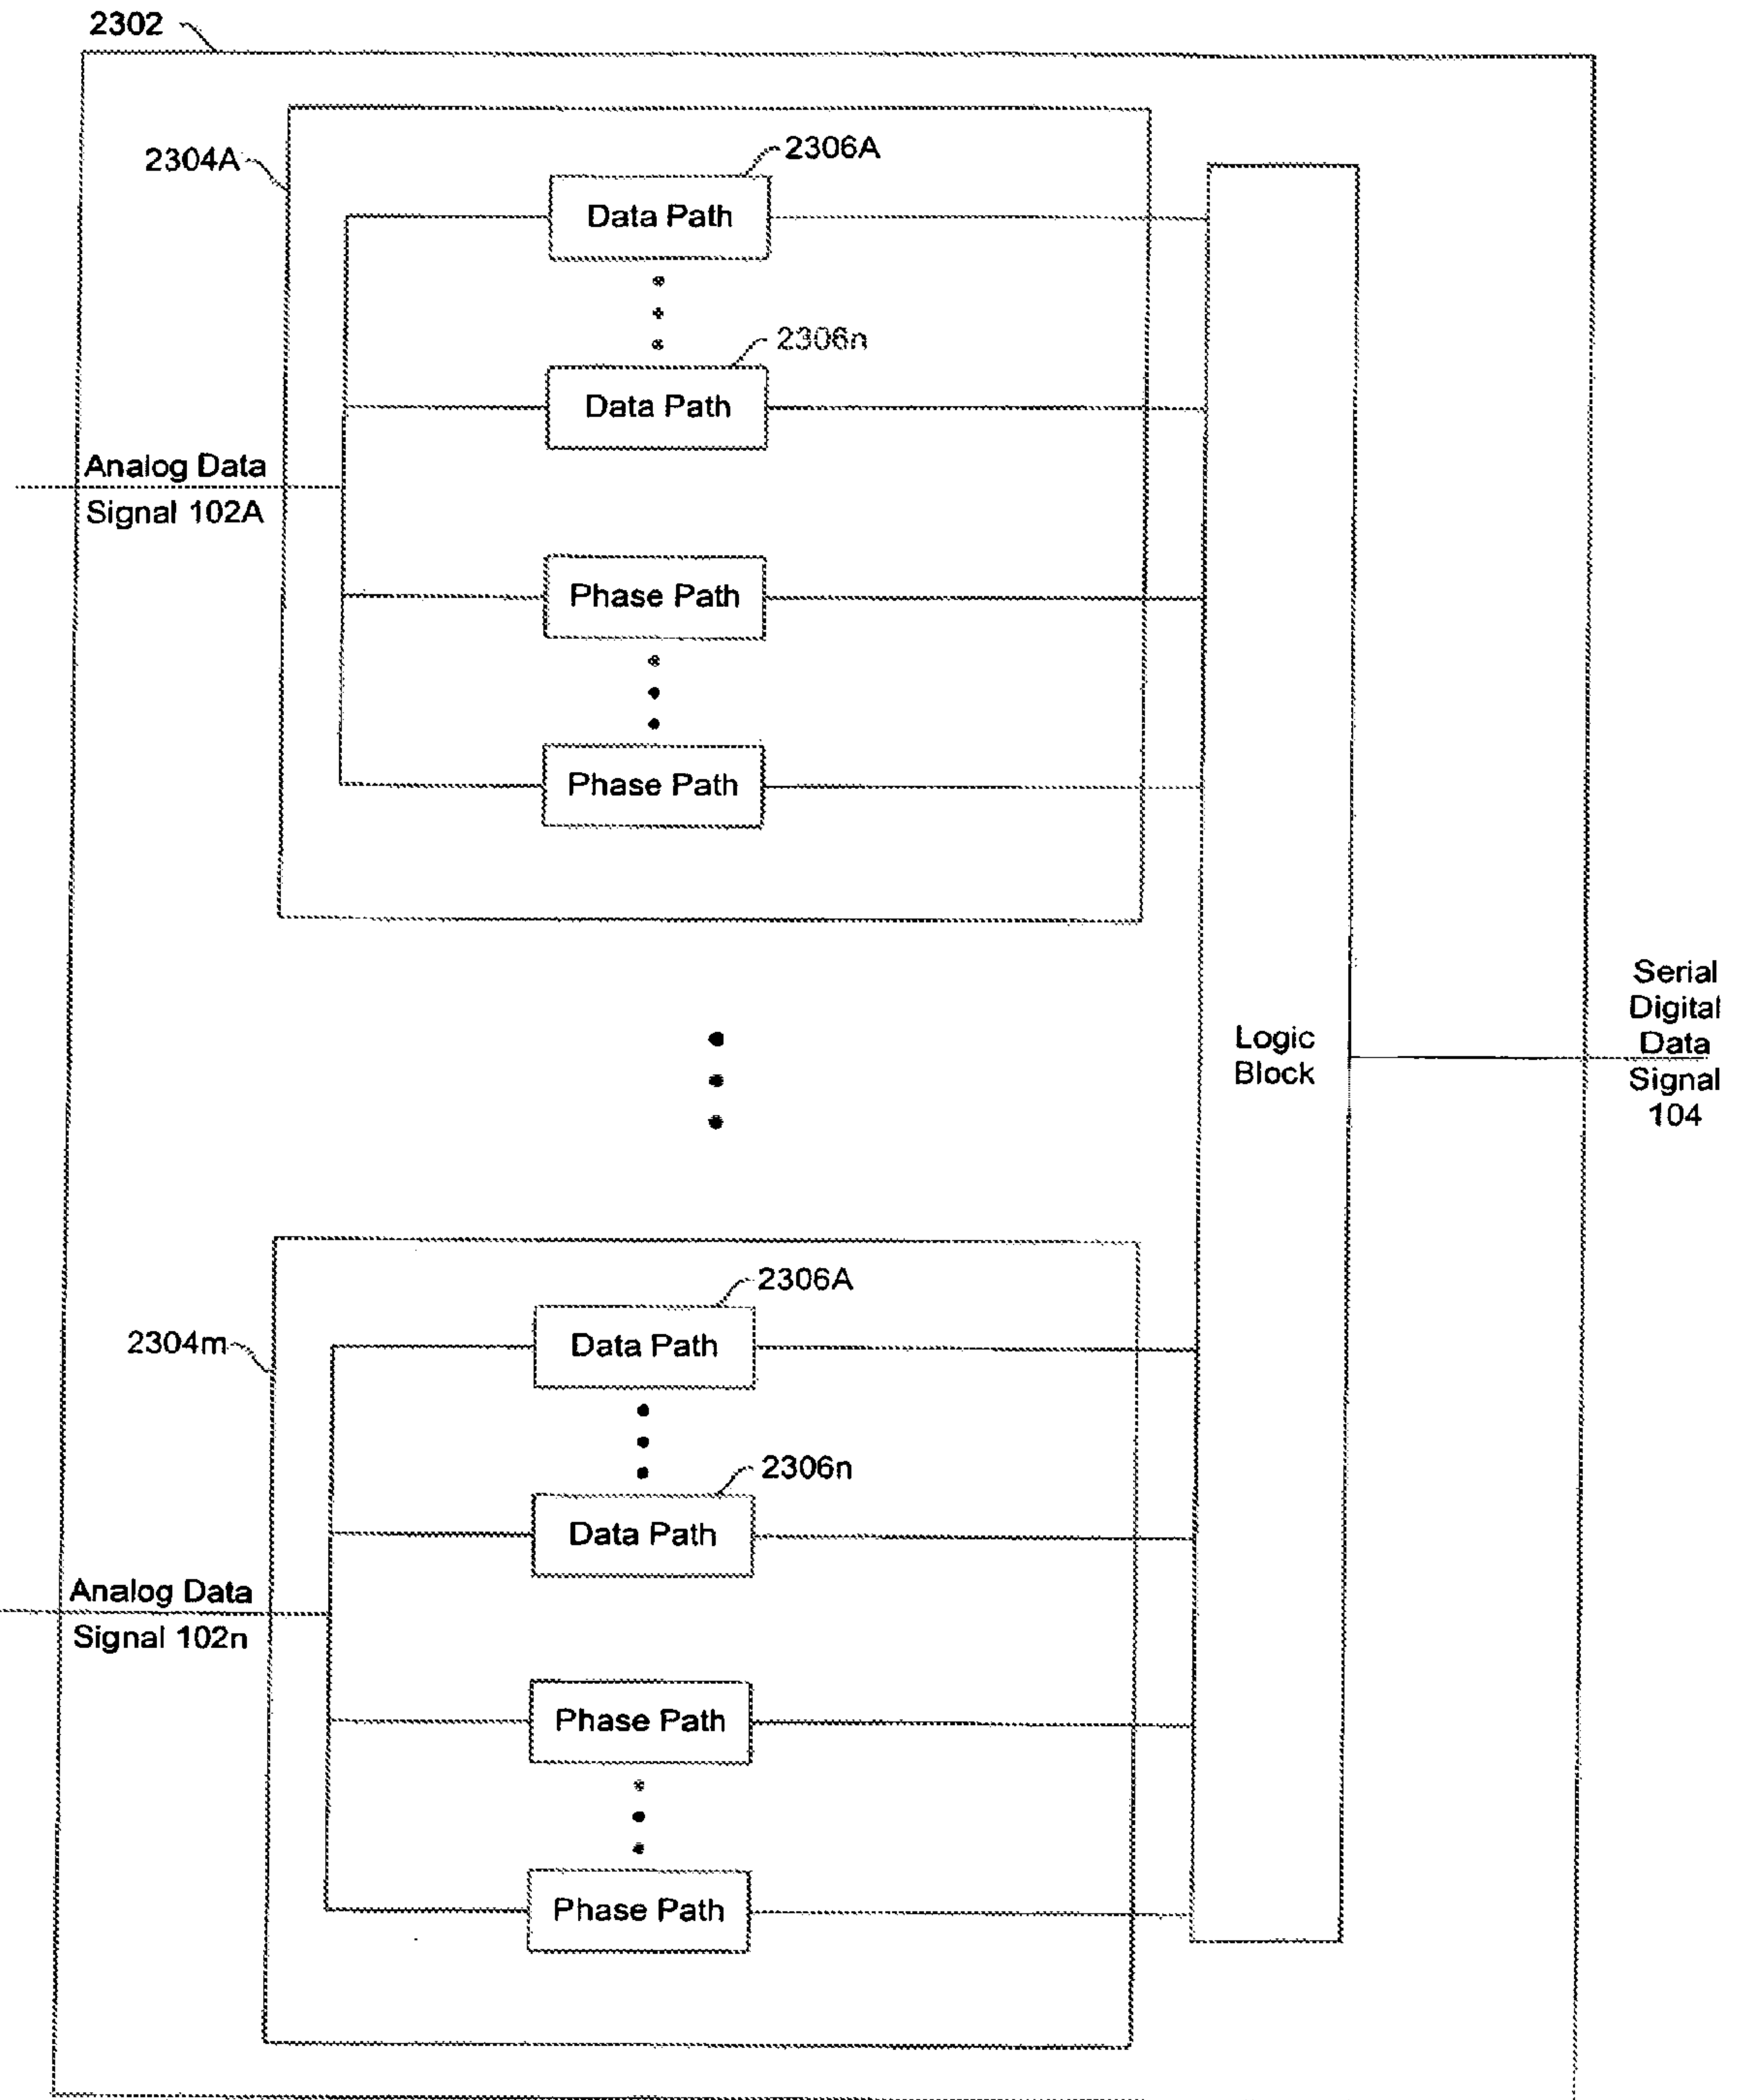 2302
2304A
2306A
Data Path
2306n
Data Path
Analog Data
Signal 102A
Phase Path
Phase Path
Serial
Digital
Data
Signal
104
Logic
Block
2306A
2304m
Data Path
2306n
Data Path
Analog Data
Signal 102n
Phase Path
Phase Path